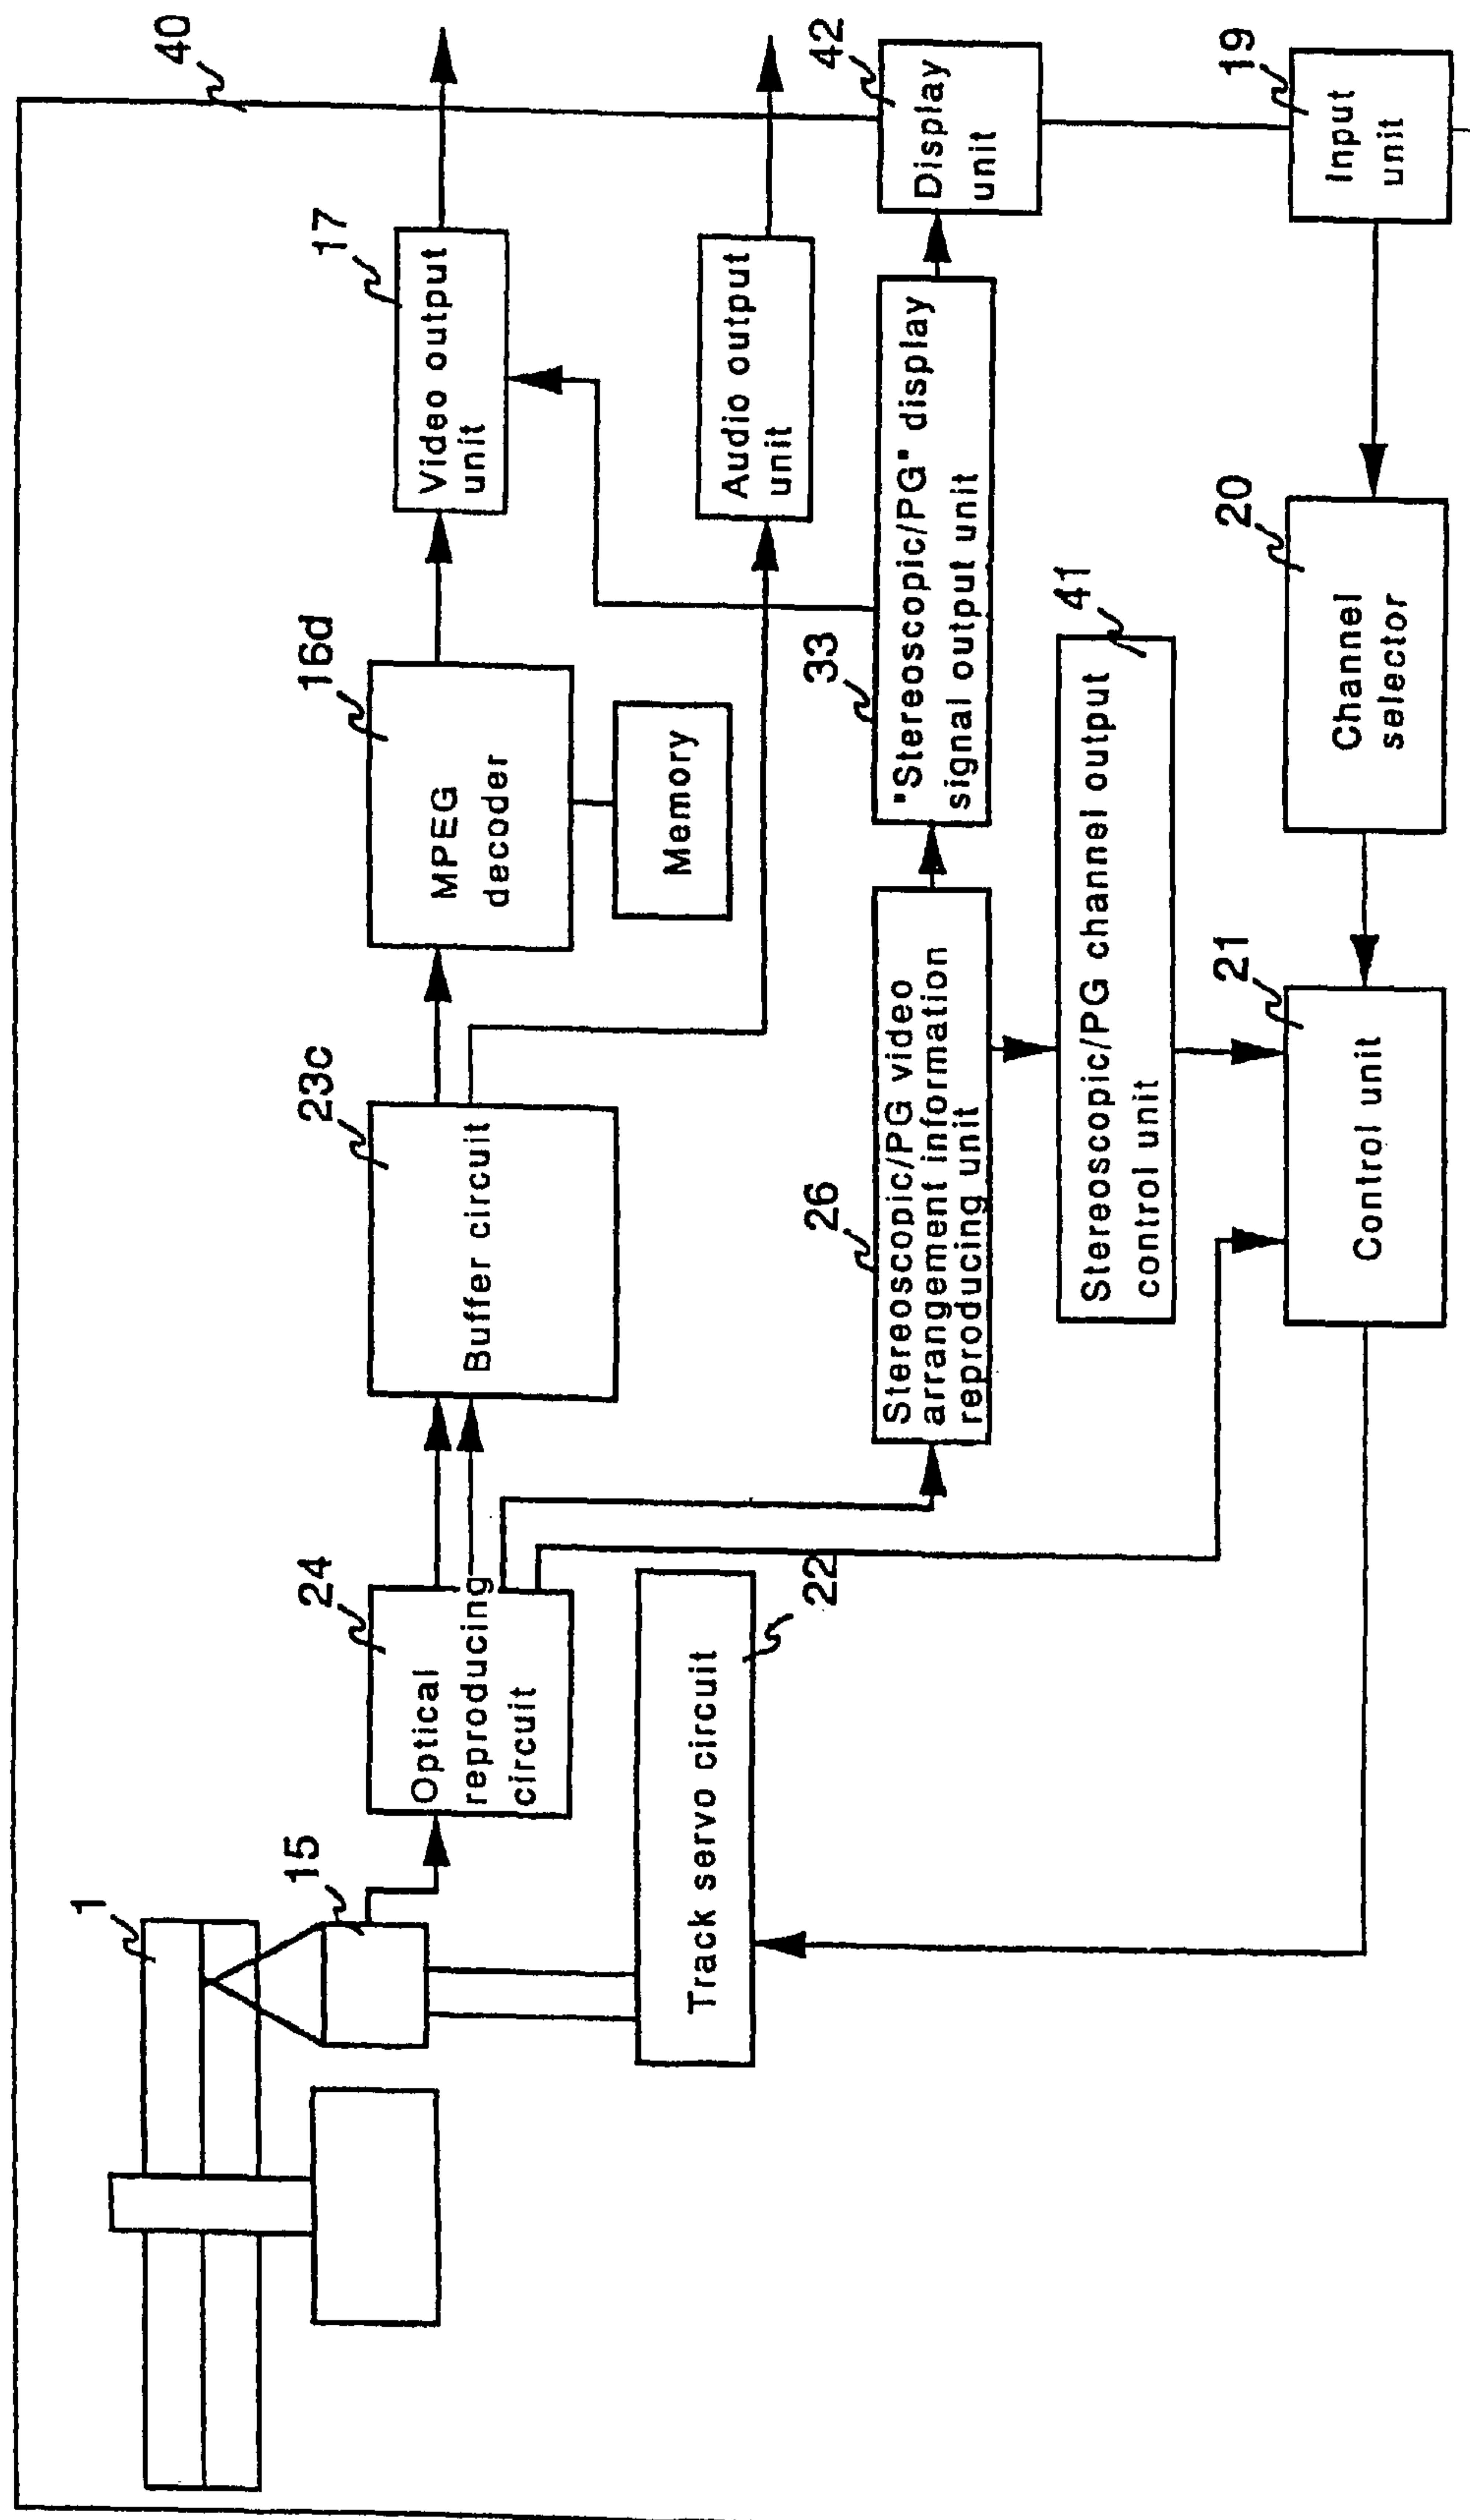 40
1
15
24
Optical
reproducing
circuit
23c
Buffer circuit
16d
MPEG
decoder
Memory
17
Video output
unit
Audio output
unit
22
Track servo circuit
26
Stereoscopic/PG video
arrangement information
reproducing unit
33
"Stereoscopic/PG" display
signal output unit
42
Display
unit
41
Stereoscopic/PG channel output
control unit
21
Control unit
20
Channel
selector
19
Input
unit